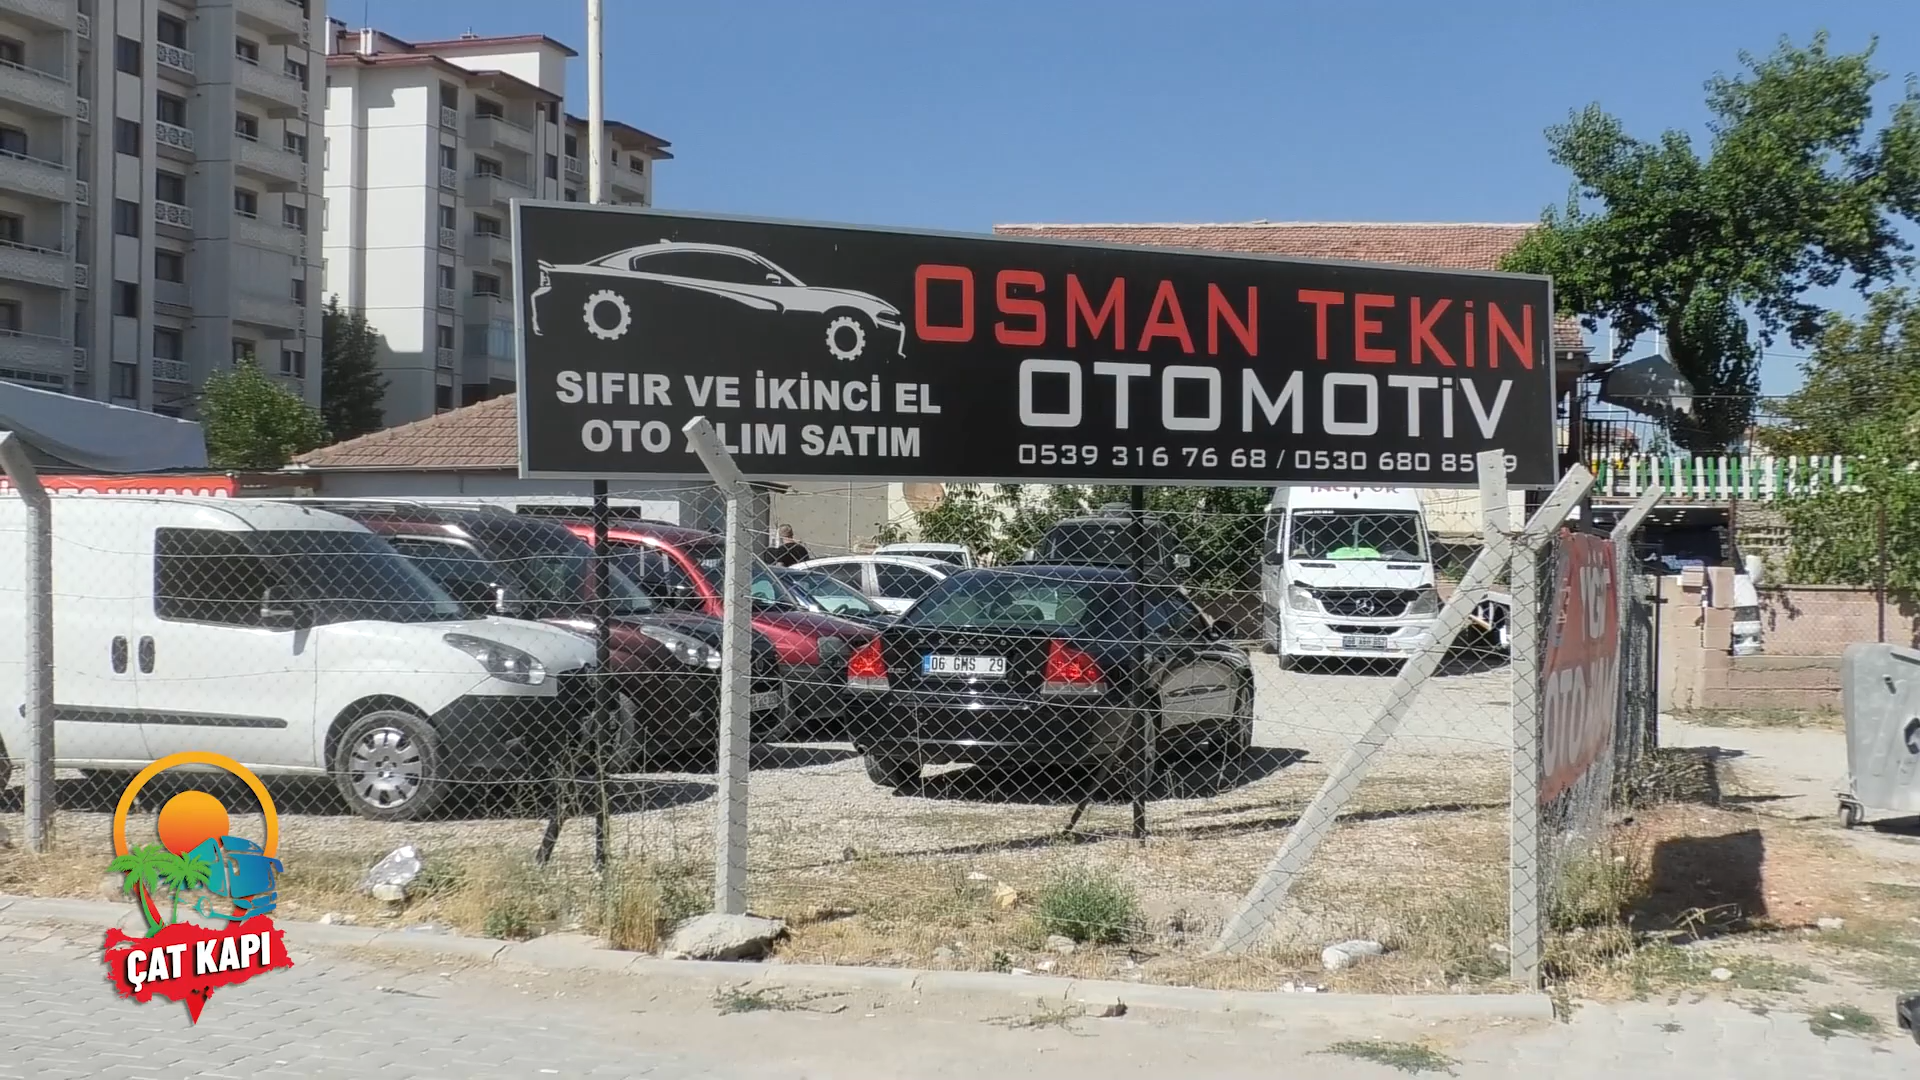 OSMAN TEKİN
OTOMOTİV
SIFIR VE İKİNCİ EL
OTO ALIM SATIM
0539 316 76 68 / 0530 680
06 GMS 29
ÇAT KAPI